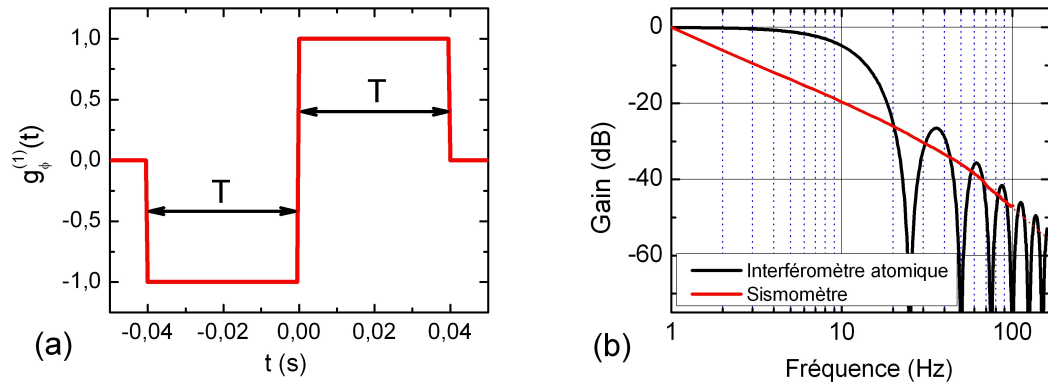 1,0
0,5
0,0
-0,5
-1,0
g_ϕ^(1)(t)
T
T
-0,04 -0,02 0,00 0,02 0,04
t (s)
(a)
0
-20
-40
-60
Gain (dB)
Interféromètre atomique
Sismomètre
1 10 100
Fréquence (Hz)
(b)